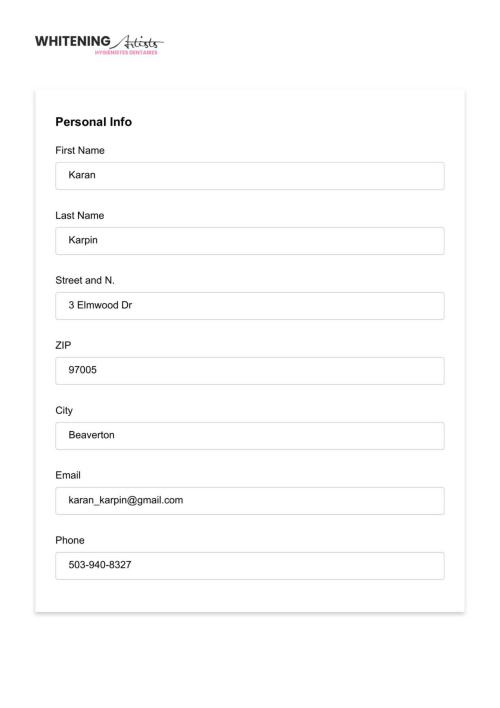 WHITENING Artists
HYGIÉNISTES DENTAIRES
Personal Info
First Name
Karan
Last Name
Karpin
Street and N.
3 Elmwood Dr
ZIP
97005
City
Beaverton
Email
karan_karpin@gmail.com
Phone
503-940-8327